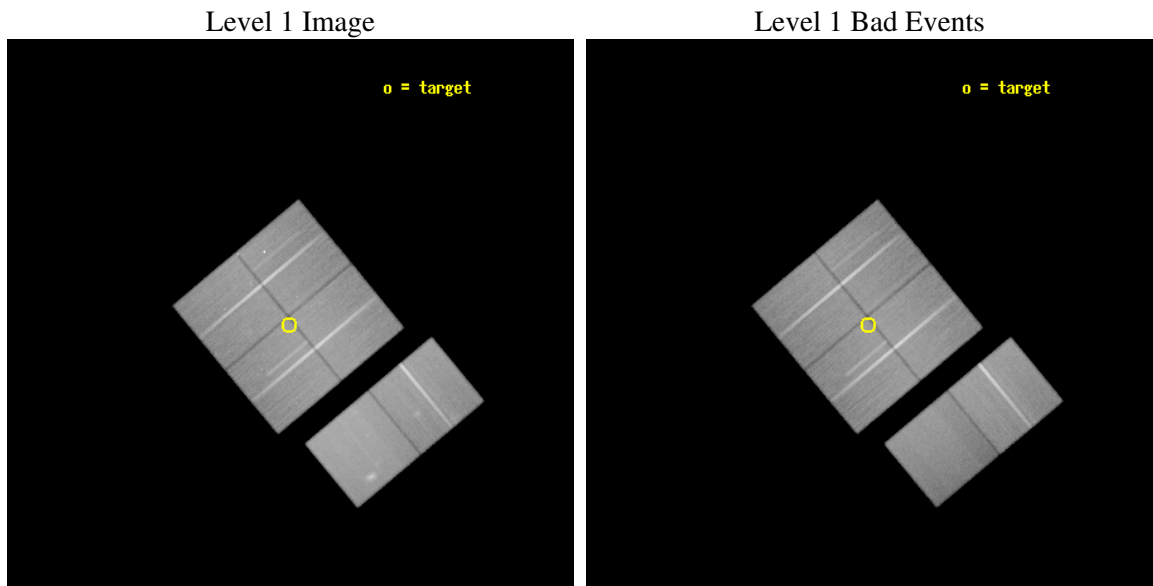 Level 1 Image
Level 1 Bad Events
o = target
o = target